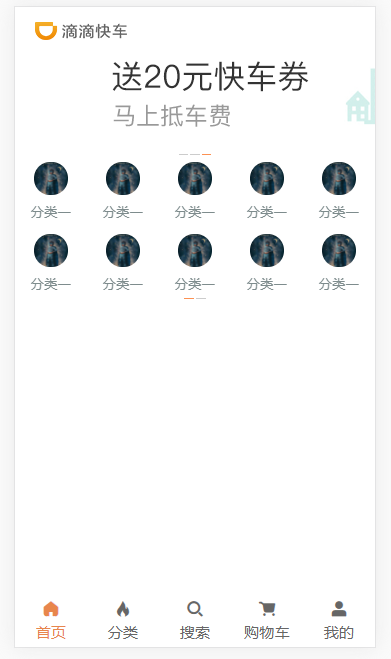 滴滴快车
送20元快车券
马上抵车费
分类一 分类一 分类一 分类一 分类一
分类一 分类一 分类一 分类一 分类一
首页 分类 搜索 购物车 我的